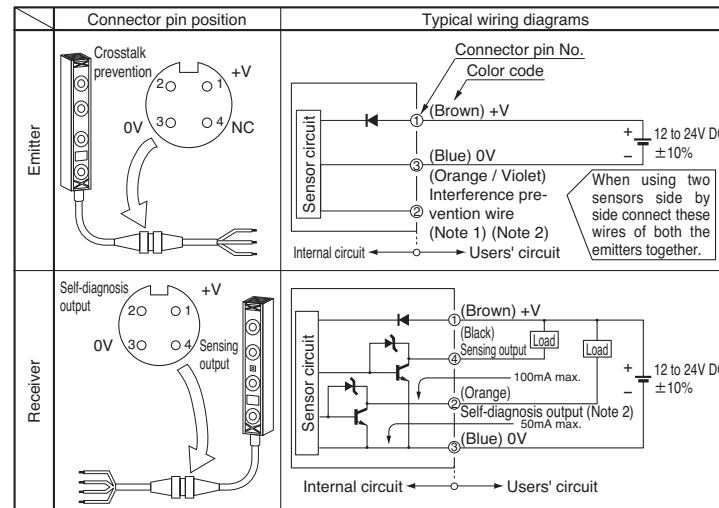 Connector pin position
Typical wiring diagrams
Emitter
Crosstalk
prevention
+V
2
1
3
4
0V
NC
Connector pin No.
Color code
Sensor circuit
1
(Brown) +V
+
−
12 to 24V DC
±10%
3
(Blue) 0V
(Orange / Violet)
Interference pre-
vention wire
2
(Note 1) (Note 2)
When using two
sensors side by
side connect these
wires of both the
emitters together.
Internal circuit
Users' circuit
Receiver
Self-diagnosis
output
+V
2
1
0V
3
4
Sensing
output
Sensor circuit
1
(Brown) +V
(Black)
4
Sensing output
Load
Load
100mA max.
+
−
12 to 24V DC
±10%
(Orange)
2
Self-diagnosis output (Note 2)
50mA max.
3
(Blue) 0V
Internal circuit
Users' circuit